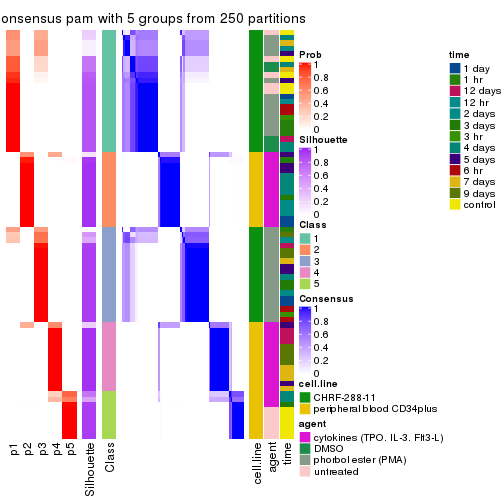 onsensus pam with 5 groups from 250 partitions
Prob
1
0.8
0.6
0.4
0.2
0
Silhouette
1
0.8
0.6
0.4
0.2
0
Class
1
2
3
4
5
Consensus
1
0.8
0.6
0.4
0.2
0
cell.line
CHRF-288-11
peripheral blood CD34plus
agent
cytokines (TPO, IL-3, Flt3-L)
DMSO
phorbol ester (PMA)
untreated
time
1 day
1 hr
12 days
12 hr
2 days
3 days
3 hr
4 days
5 days
6 hr
7 days
9 days
control
p1
p2
p3
p4
p5
Silhouette
Class
cell.line
agent
time